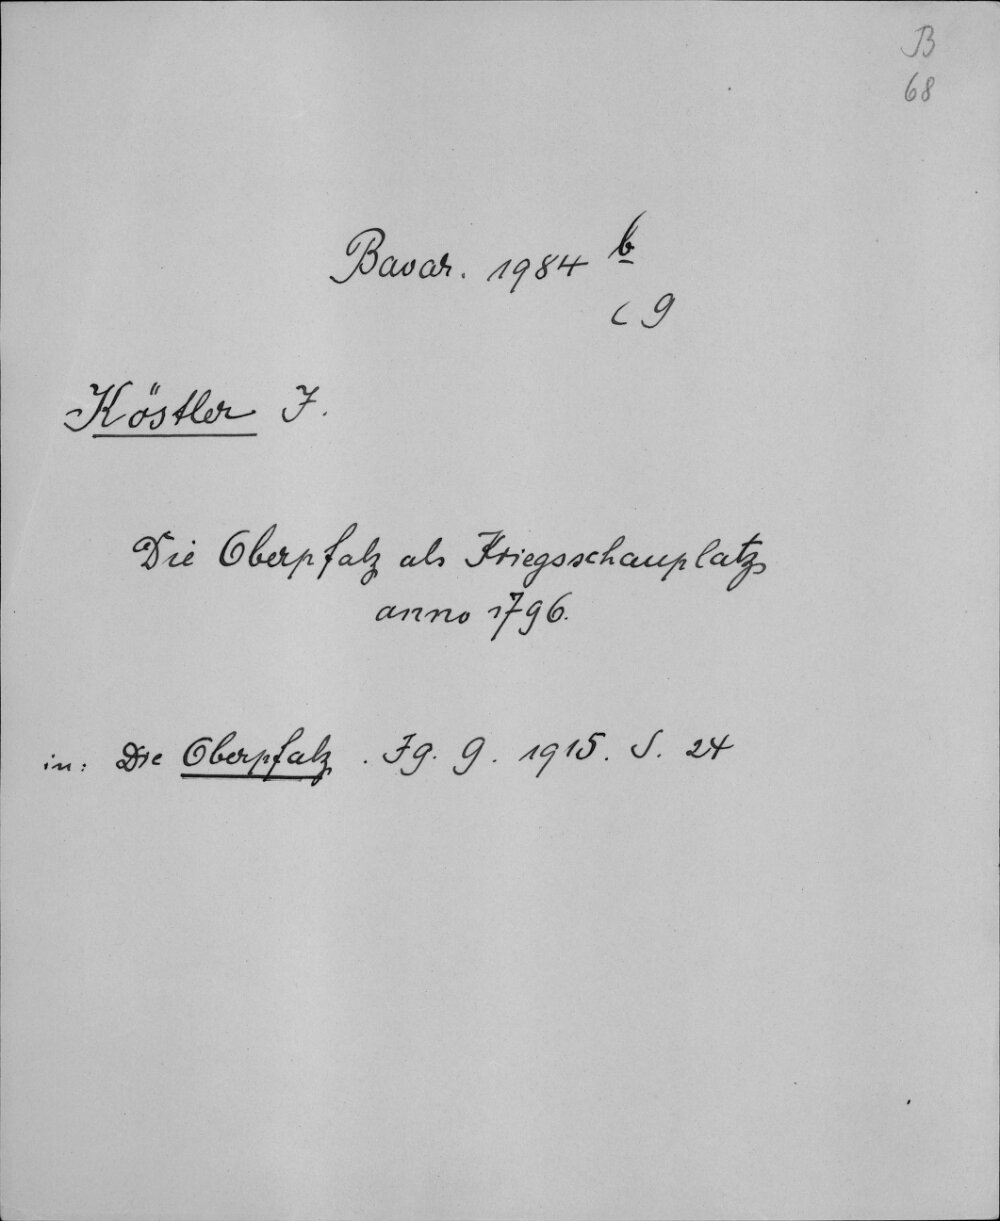 B
68
Bavar. 1984 b
( 9
Köstler J.
Die Oberpfalz als Kriegsschauplatz
anno 1796.
in: Die Oberpfalz. Jg. 9. 1915. S. 24